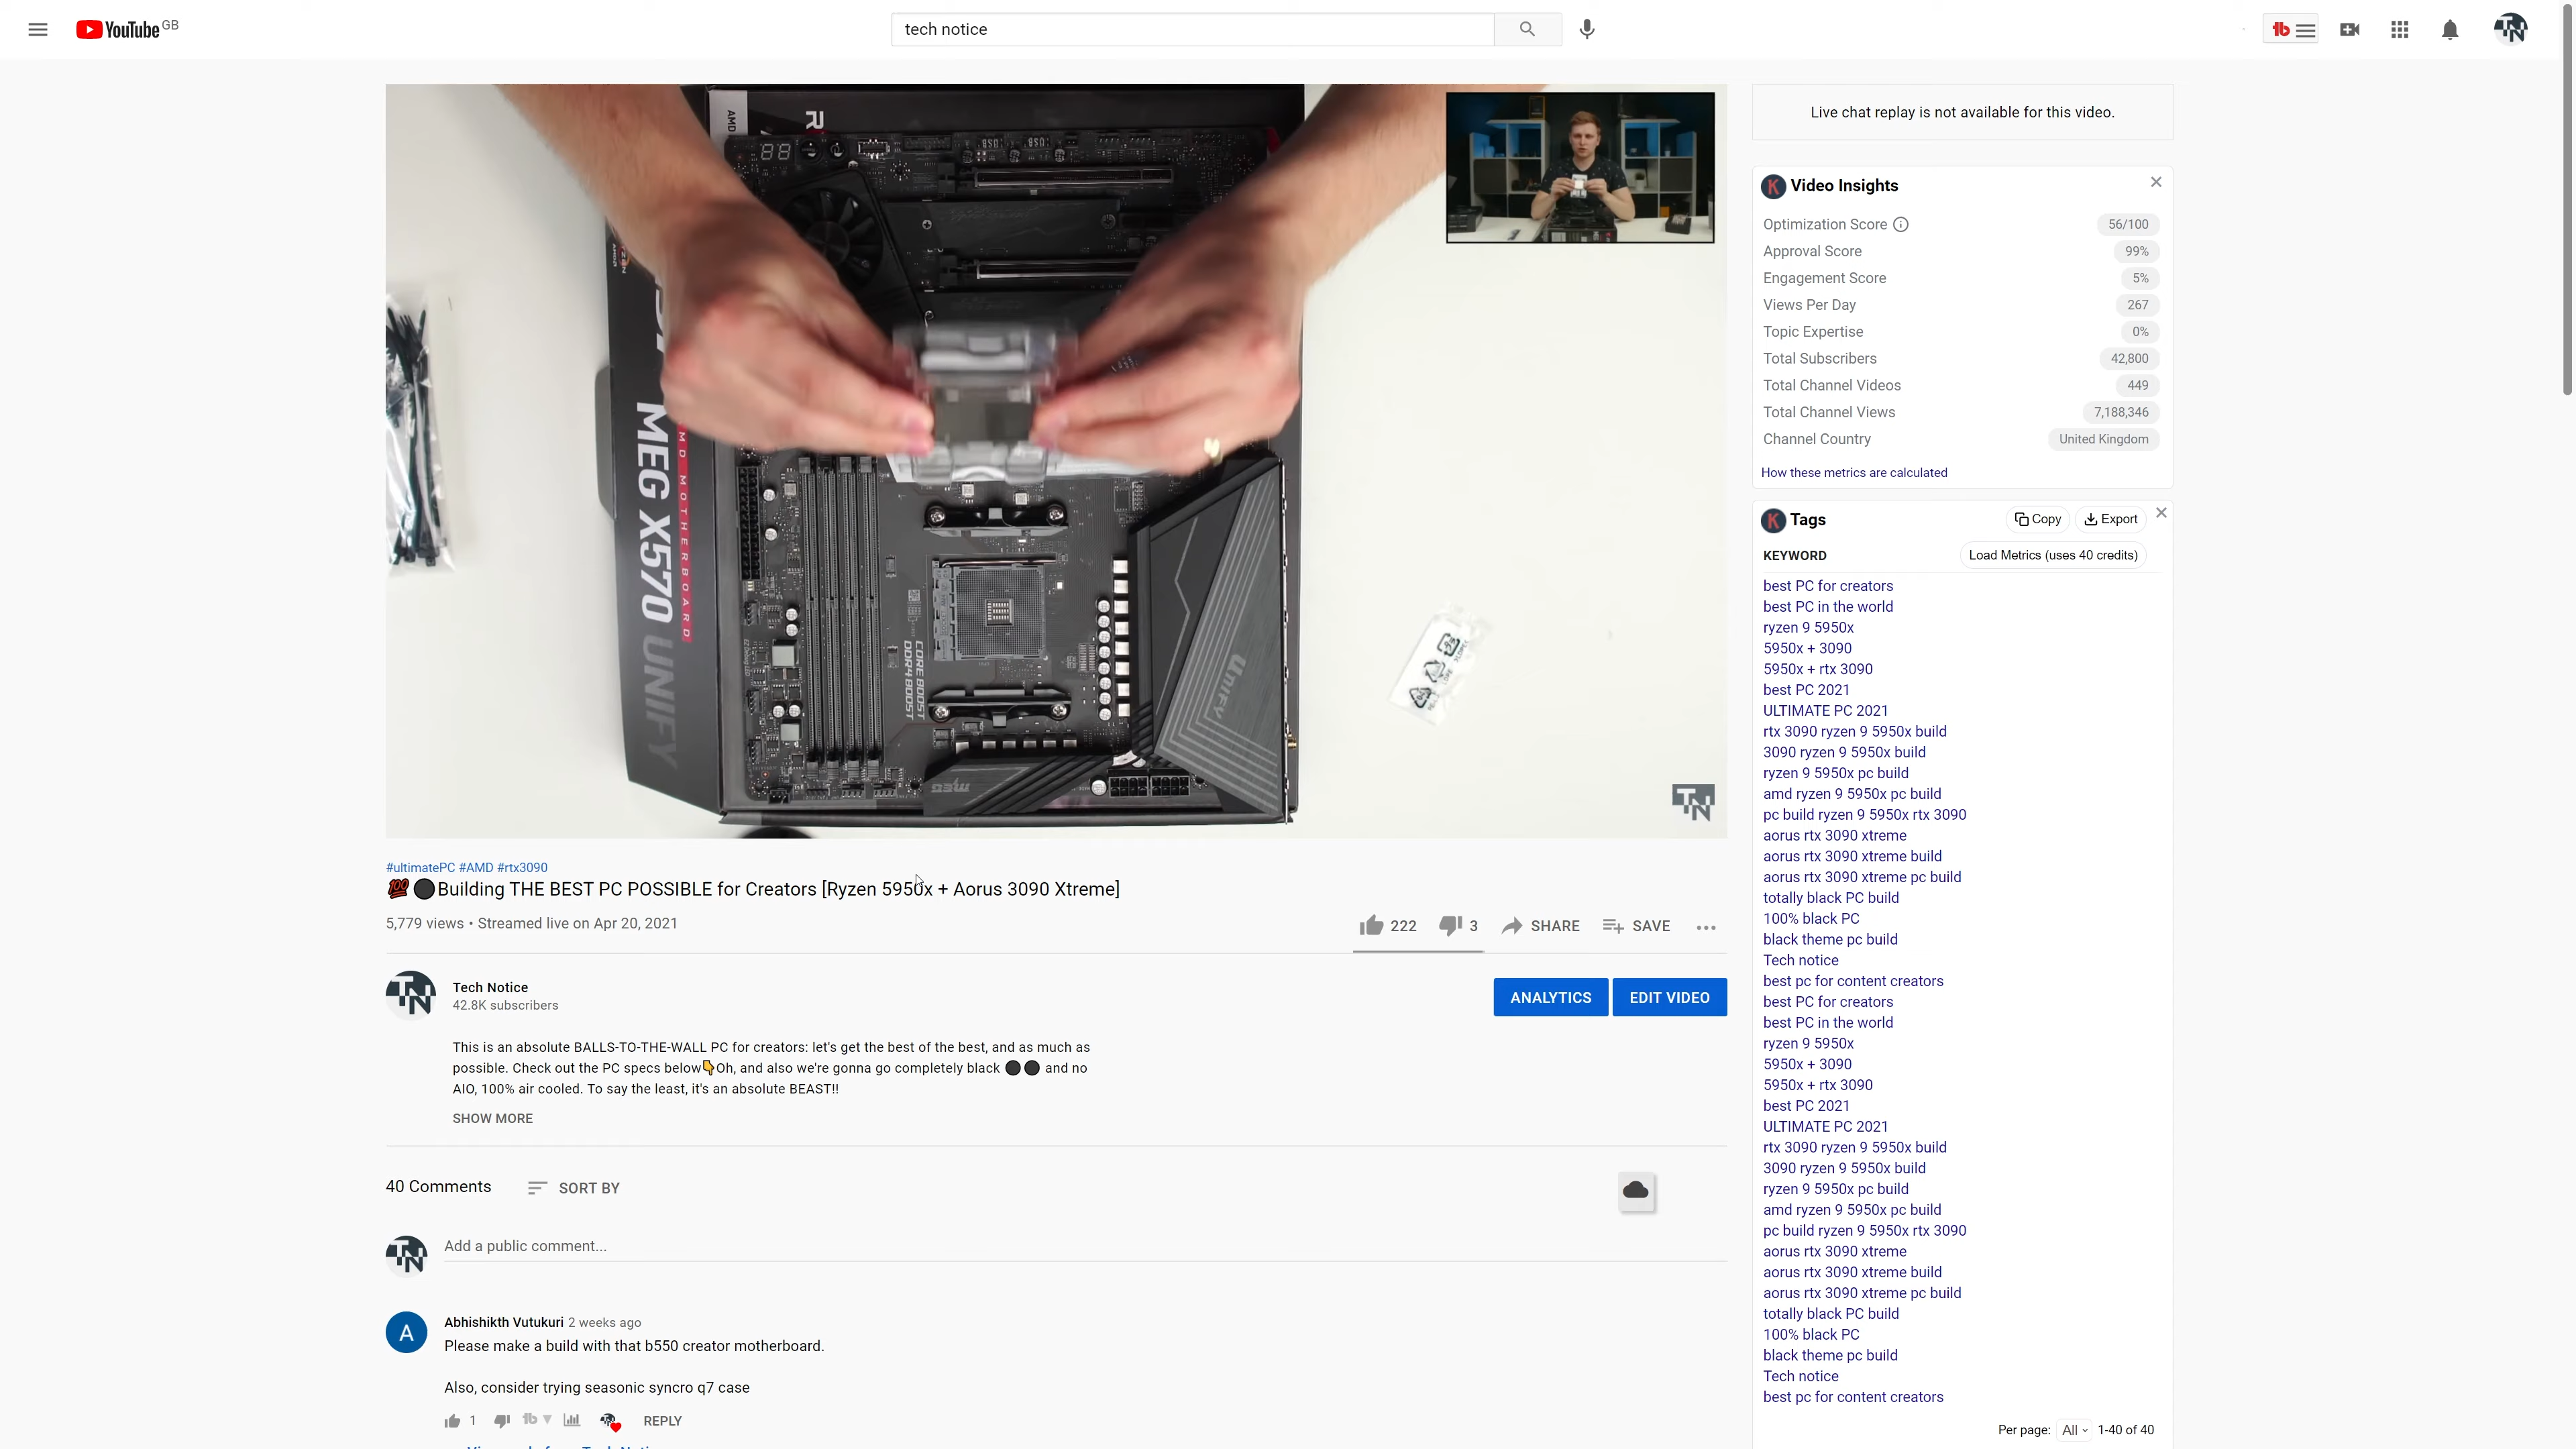 YouTube GB
tech notice
Live chat replay is not available for this video.
Video Insights
Optimization Score 56/100
Approval Score 99%
Engagement Score 5%
Views Per Day 267
Topic Expertise 0%
Total Subscribers 42,800
Total Channel Videos 449
Total Channel Views 7,188,346
Channel Country United Kingdom
How these metrics are calculated
Tags Copy Export
KEYWORD Load Metrics (uses 40 credits)
best PC for creators
best PC in the world
ryzen 9 5950x
5950x + 3090
5950x + rtx 3090
best PC 2021
ULTIMATE PC 2021
rtx 3090 ryzen 9 5950x build
3090 ryzen 9 5950x build
ryzen 9 5950x pc build
amd ryzen 9 5950x pc build
pc build ryzen 9 5950x rtx 3090
aorus rtx 3090 xtreme
aorus rtx 3090 xtreme build
aorus rtx 3090 xtreme pc build
totally black PC build
100% black PC
black theme pc build
Tech notice
best pc for content creators
best PC for creators
best PC in the world
ryzen 9 5950x
5950x + 3090
5950x + rtx 3090
best PC 2021
ULTIMATE PC 2021
rtx 3090 ryzen 9 5950x build
3090 ryzen 9 5950x build
ryzen 9 5950x pc build
amd ryzen 9 5950x pc build
pc build ryzen 9 5950x rtx 3090
aorus rtx 3090 xtreme
aorus rtx 3090 xtreme build
aorus rtx 3090 xtreme pc build
totally black PC build
100% black PC
black theme pc build
Tech notice
best pc for content creators
Per page: All 1-40 of 40
AMD
R
MEG X570 UNIFY
MD MOTHERBOARD
CORE BOOST
DDR4 BOOST
UNIFY
MEG
TN
#ultimatePC #AMD #rtx3090
💯⚫Building THE BEST PC POSSIBLE for Creators [Ryzen 5950x + Aorus 3090 Xtreme]
5,779 views • Streamed live on Apr 20, 2021
222 3 SHARE SAVE
Tech Notice
42.8K subscribers
ANALYTICS EDIT VIDEO
This is an absolute BALLS-TO-THE-WALL PC for creators: let's get the best of the best, and as much as
possible. Check out the PC specs below👇Oh, and also we're gonna go completely black ⚫⚫ and no
AIO, 100% air cooled. To say the least, it's an absolute BEAST!!
SHOW MORE
40 Comments SORT BY
Add a public comment...
A
Abhishikth Vutukuri 2 weeks ago
Please make a build with that b550 creator motherboard.
Also, consider trying seasonic syncro q7 case
1 REPLY